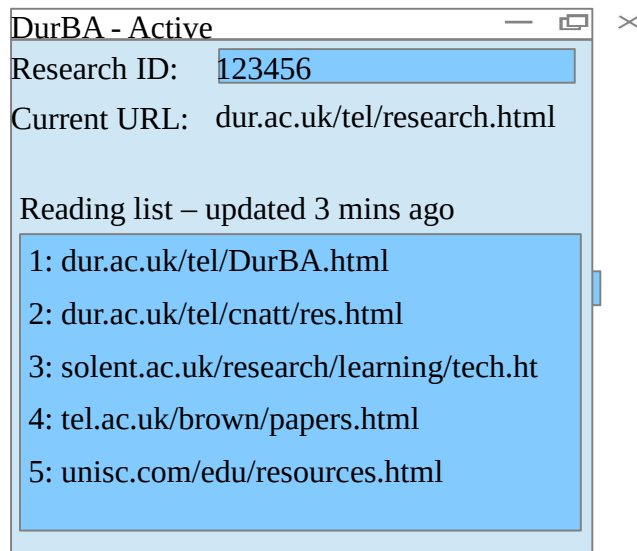 DurBA - Active
Research ID: 123456
Current URL: dur.ac.uk/tel/research.html
Reading list – updated 3 mins ago
1: dur.ac.uk/tel/DurBA.html
2: dur.ac.uk/tel/cnatt/res.html
3: solent.ac.uk/research/learning/tech.ht
4: tel.ac.uk/brown/papers.html
5: unisc.com/edu/resources.html